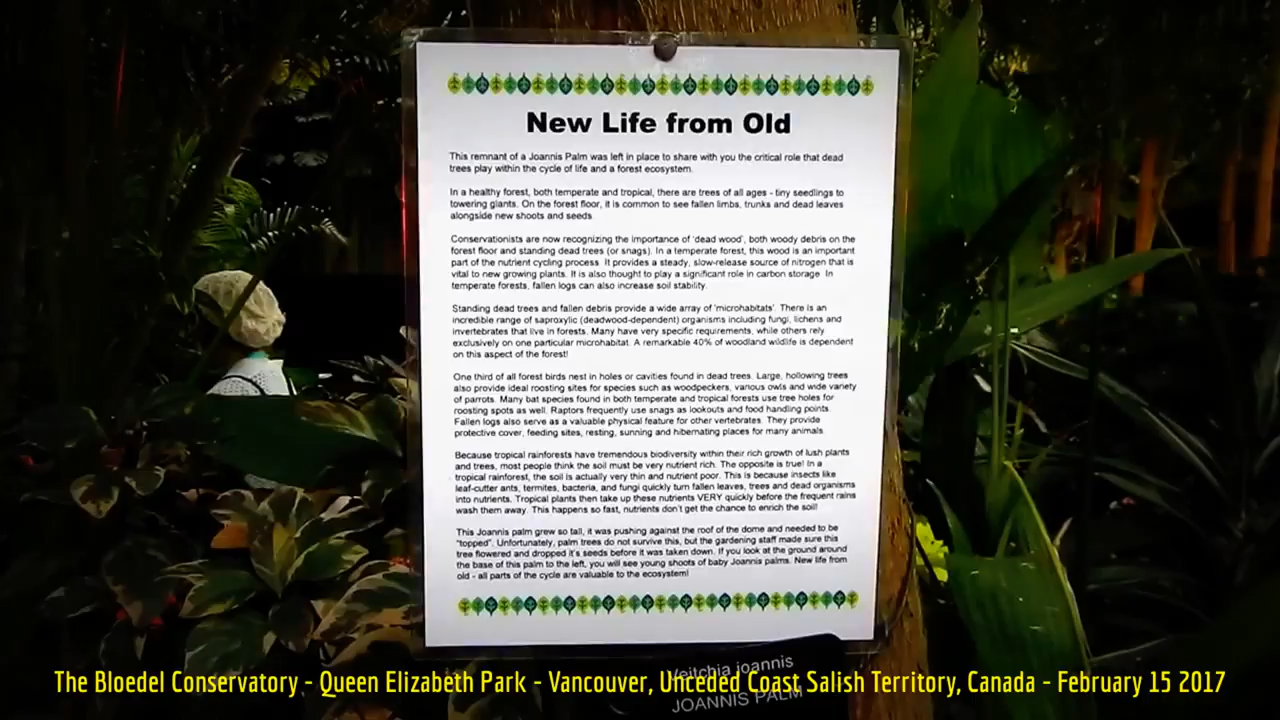 New Life from Old
This remnant of a Joannis Palm was left in place to share with you the critical role that dead
trees play within the cycle of life and a forest ecosystem.
In a healthy forest, both temperate and tropical, there are trees of all ages - tiny seedlings to
towering giants. On the forest floor, it is common to see fallen limbs, trunks and dead leaves
alongside new shoots and seeds.
Conservationists are now recognizing the importance of 'dead wood', both woody debris on the
forest floor and standing dead trees (or snags). In a temperate forest, this wood is an important
part of the nutrient cycling process. It provides a steady, slow-release source of nitrogen that is
vital to new growing plants. It is also thought to play a significant role in carbon storage. In
temperate forests, fallen logs can also increase soil stability.
Standing dead trees and fallen debris provide a wide array of 'microhabitats'. There is an
incredible range of saproxylic (deadwood-dependent) organisms including fungi, lichens and
invertebrates that live in forests. Many have very specific requirements, while others rely
exclusively on one particular microhabitat. A remarkable 40% of woodland wildlife is dependent
on this aspect of the forest!
One third of all forest birds nest in holes or cavities found in dead trees. Large, hollowing trees
also provide ideal roosting sites for species such as woodpeckers, various owls and wide variety
of parrots. Many bat species found in both temperate and tropical forests use tree holes for
roosting spots as well. Raptors frequently use snags as lookouts and food handling points.
Fallen logs also serve as a valuable physical feature for other vertebrates. They provide
protective cover, feeding sites, resting, sunning and hibernating places for many animals.
Because tropical rainforests have tremendous biodiversity within their rich growth of lush plants
and trees, most people think the soil must be very nutrient rich. The opposite is true! In a
tropical rainforest, the soil is actually very thin and nutrient poor. This is because insects like
leaf-cutter ants, termites, bacteria, and fungi quickly turn fallen leaves, trees and dead organisms
into nutrients. Tropical plants then take up these nutrients VERY quickly before the frequent rains
wash them away. This happens so fast, nutrients don't get the chance to enrich the soil!
This Joannis palm grew so tall, it was pushing against the roof of the dome and needed to be
"topped". Unfortunately, palm trees do not survive this, but the gardening staff made sure this
tree flowered and dropped it's seeds before it was taken down. If you look at the ground around
the base of this palm to the left, you will see young shoots of baby Joannis palms. New life from
old - all parts of the cycle are valuable to the ecosystem!
Veitchia joannis
JOANNIS PALM
The Bloedel Conservatory - Queen Elizabeth Park - Vancouver, Unceded Coast Salish Territory, Canada - February 15 2017